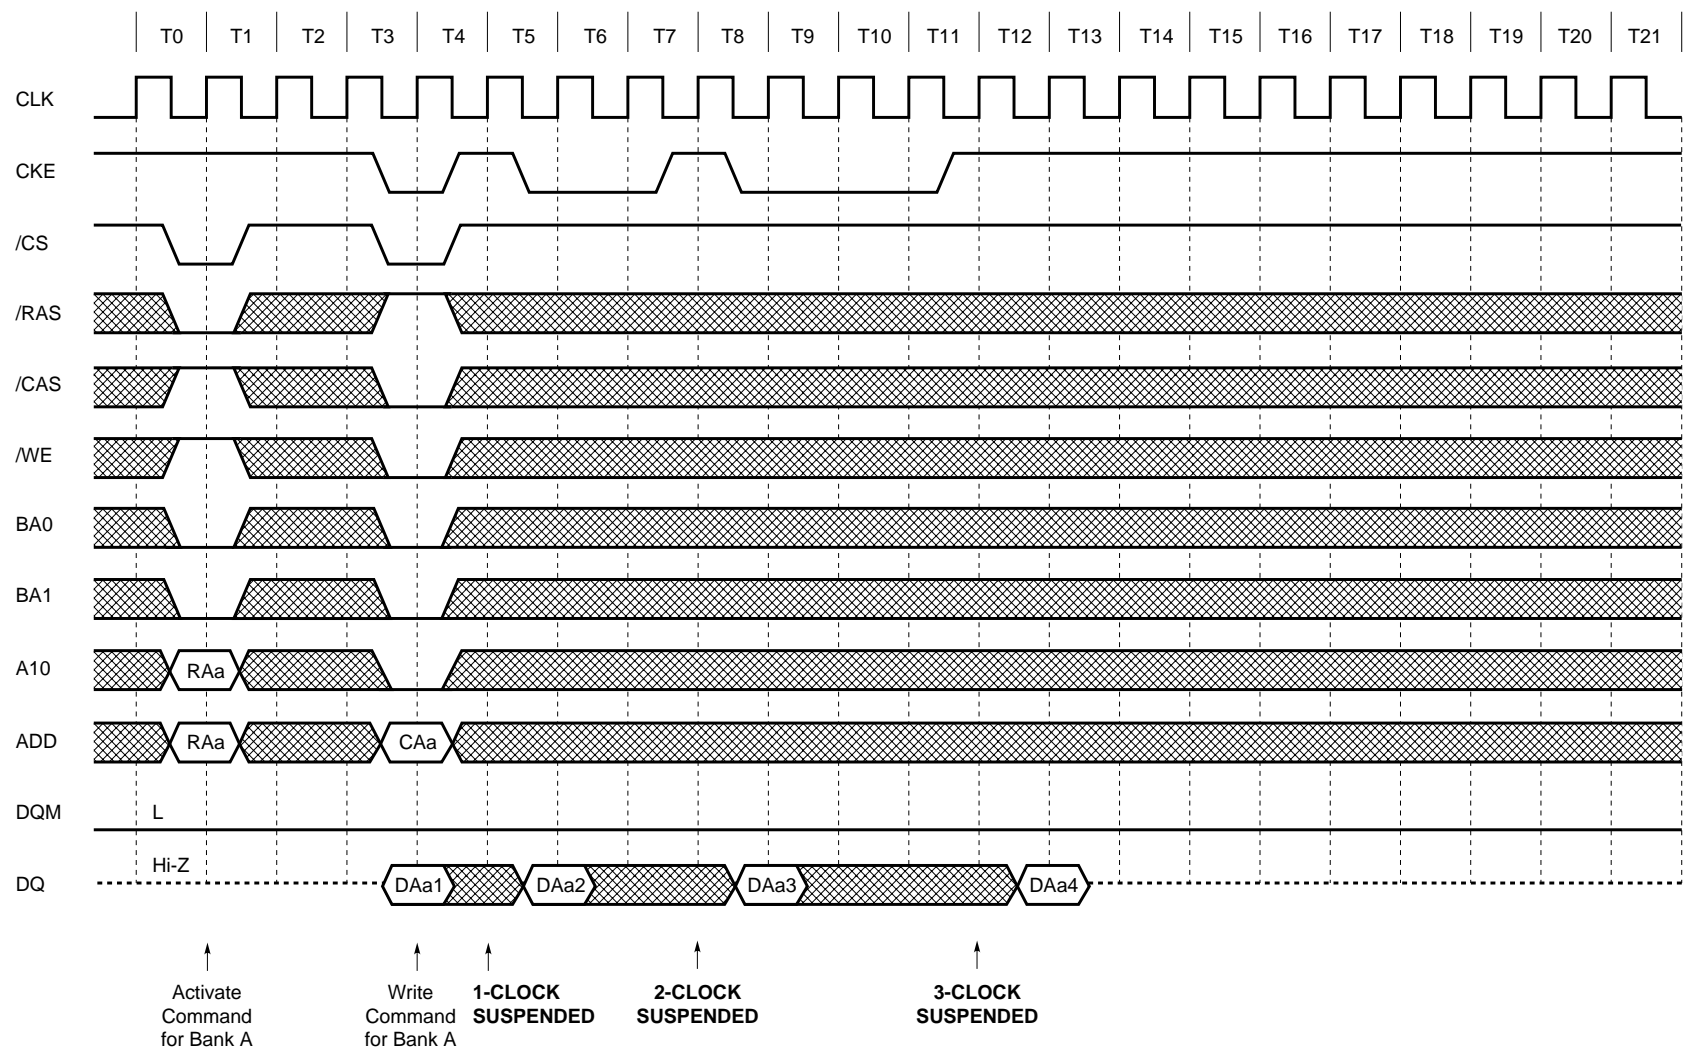 T0 T1 T2 T3 T4 T5 T6 T7 T8 T9 T10 T11 T12 T13 T14 T15 T16 T17 T18 T19 T20 T21
CLK
CKE
/CS
/RAS
/CAS
/WE
BA0
BA1
A10 RAa
ADD RAa CAa
DQM L
DQ Hi-Z DAa1 DAa2 DAa3 DAa4
Activate
Command
for Bank A
Write
Command
for Bank A
1-CLOCK
SUSPENDED
2-CLOCK
SUSPENDED
3-CLOCK
SUSPENDED